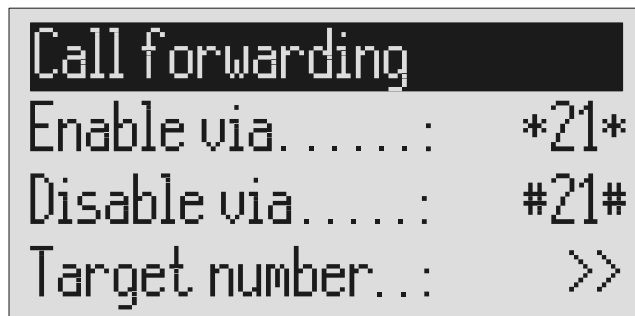 Call forwarding
Enable via......: *21*
Disable via.....: #21#
Target number..: >>